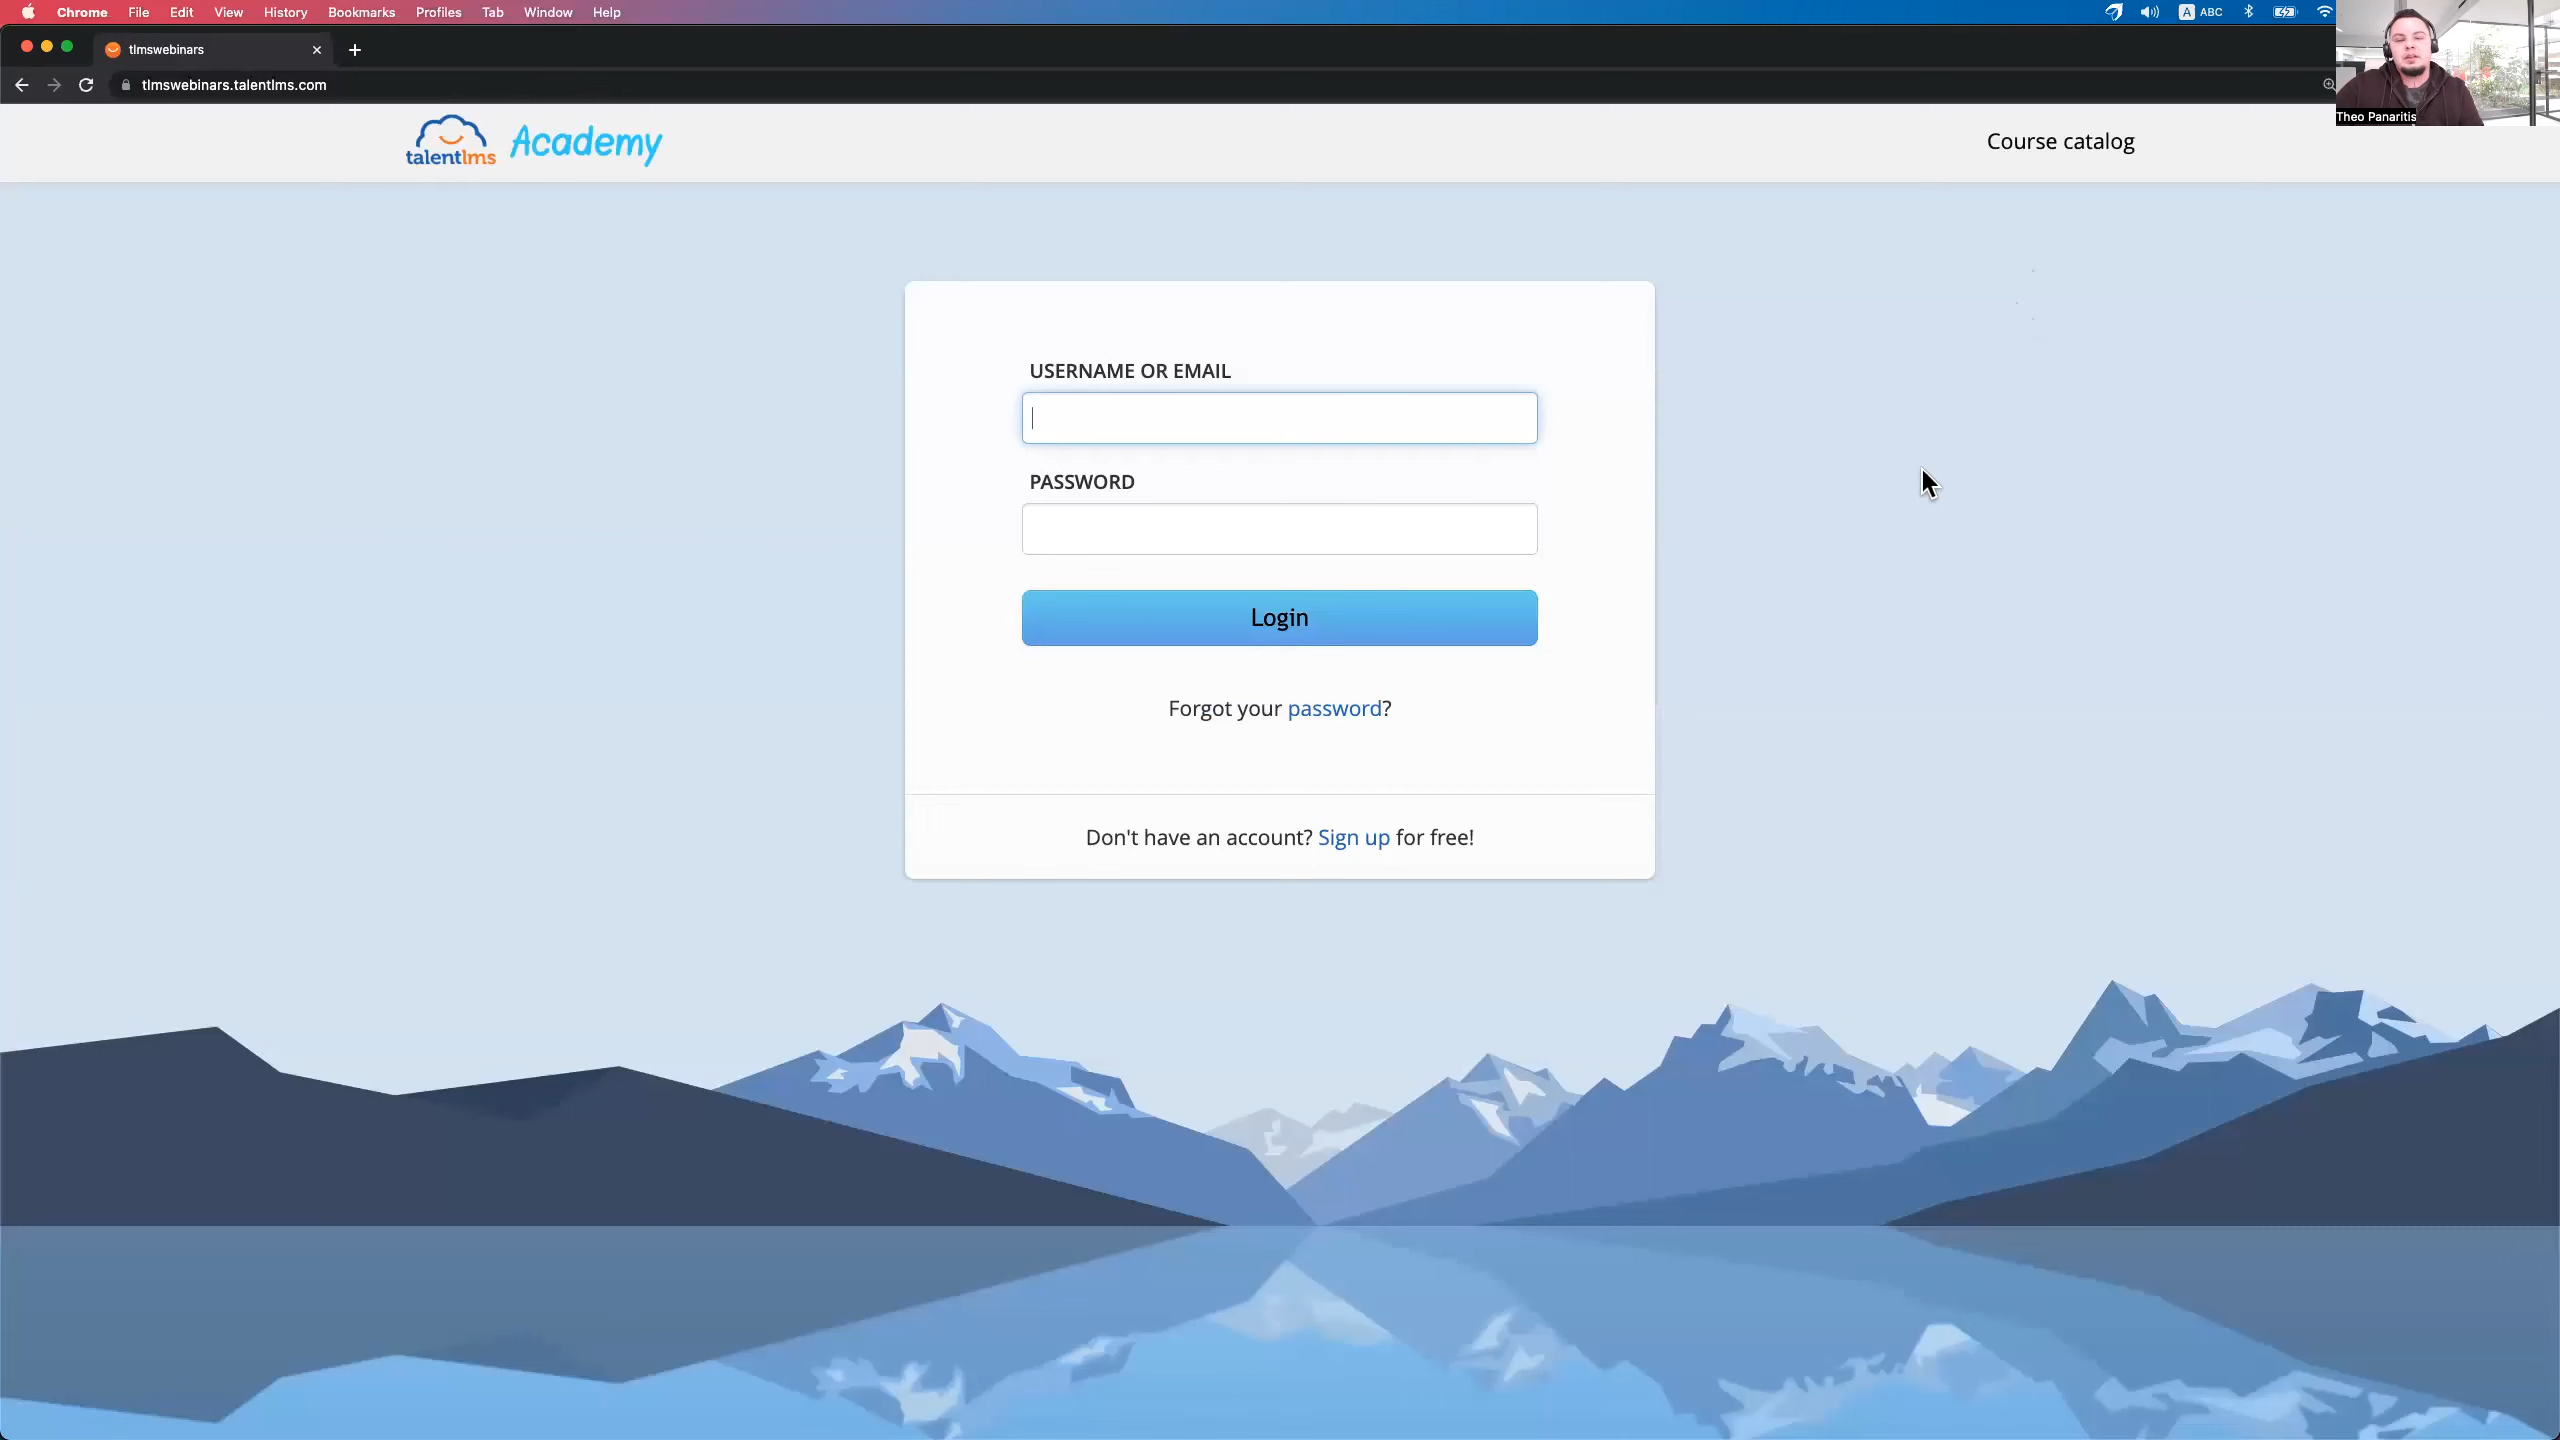 Chrome File Edit View History Bookmarks Profiles Tab Window Help A ABC
tlmswebinars
tlmswebinars.talentlms.com
talentlms Academy
Course catalog
Theo Panaritis
USERNAME OR EMAIL
PASSWORD
Login
Forgot your password?
Don't have an account? Sign up for free!